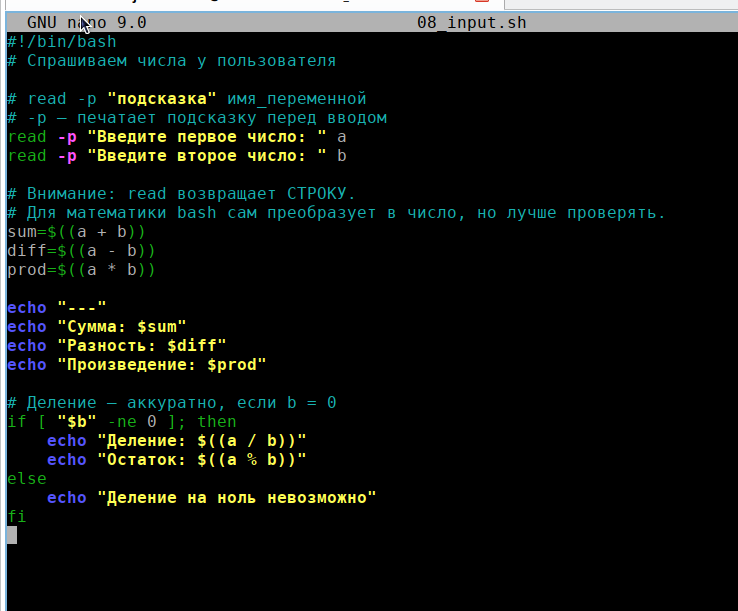 GNU nano 9.0 08_input.sh
#!/bin/bash
# Спрашиваем числа у пользователя
# read -p "подсказка" имя_переменной
# -p — печатает подсказку перед вводом
read -p "Введите первое число: " a
read -p "Введите второе число: " b
# Внимание: read возвращает СТРОКУ.
# Для математики bash сам преобразует в число, но лучше проверять.
sum=$((a + b))
diff=$((a - b))
prod=$((a * b))
echo "---"
echo "Сумма: $sum"
echo "Разность: $diff"
echo "Произведение: $prod"
# Деление — аккуратно, если b = 0
if [ "$b" -ne 0 ]; then
    echo "Деление: $((a / b))"
    echo "Остаток: $((a % b))"
else
    echo "Деление на ноль невозможно"
fi